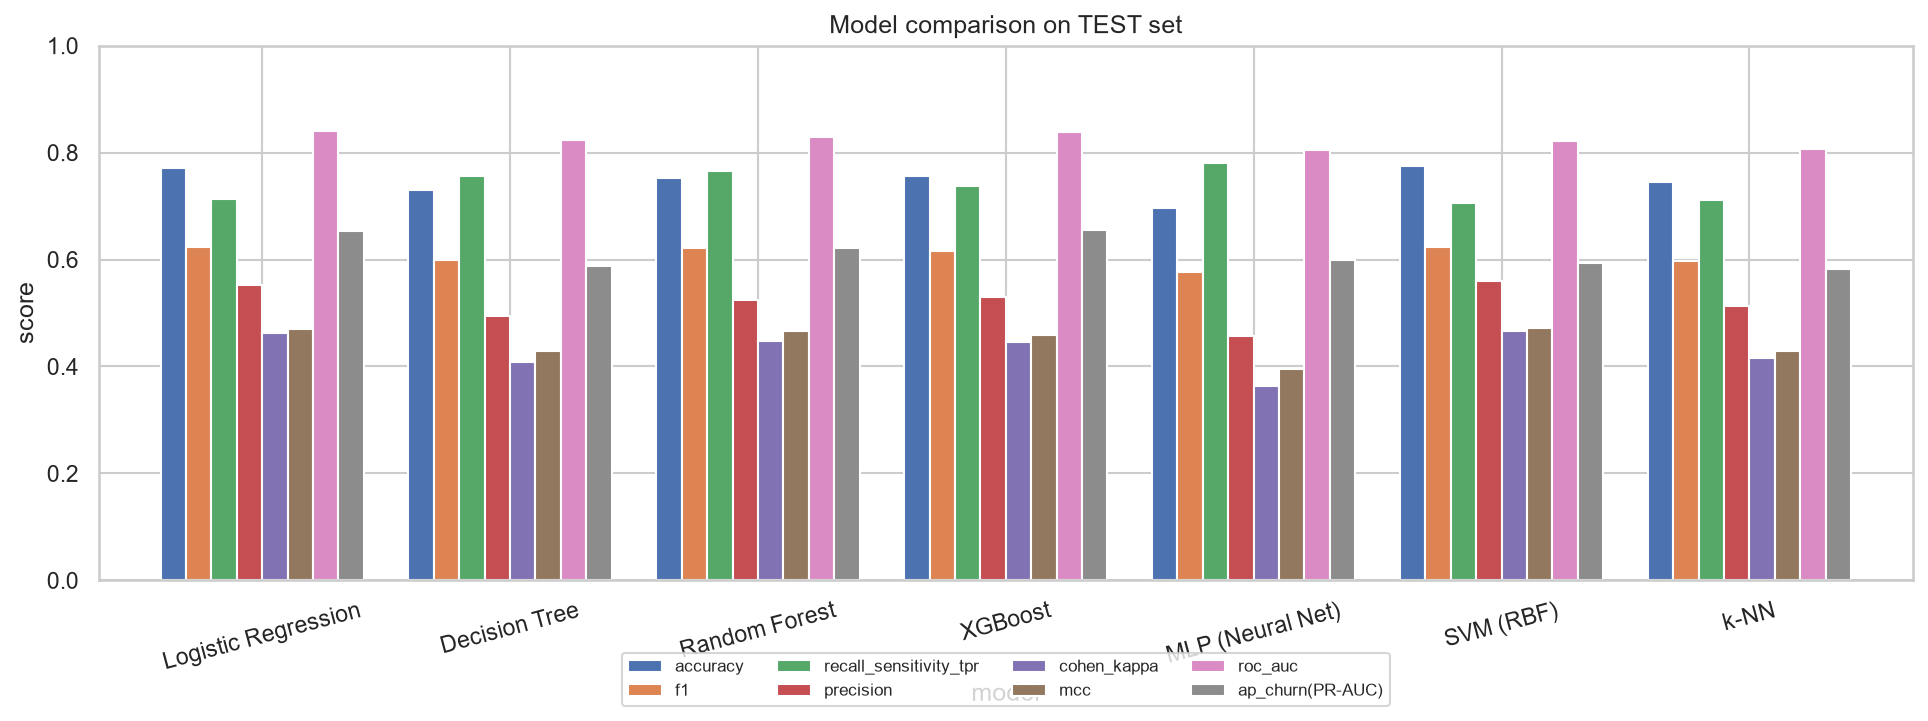 Model comparison on TEST set
1.0
0.8
0.6
0.4
0.2
0.0
score
Logistic Regression
Decision Tree
Random Forest
XGBoost
MLP (Neural Net)
SVM (RBF)
k-NN
model
accuracy
f1
recall_sensitivity_tpr
precision
cohen_kappa
mcc
roc_auc
ap_churn(PR-AUC)